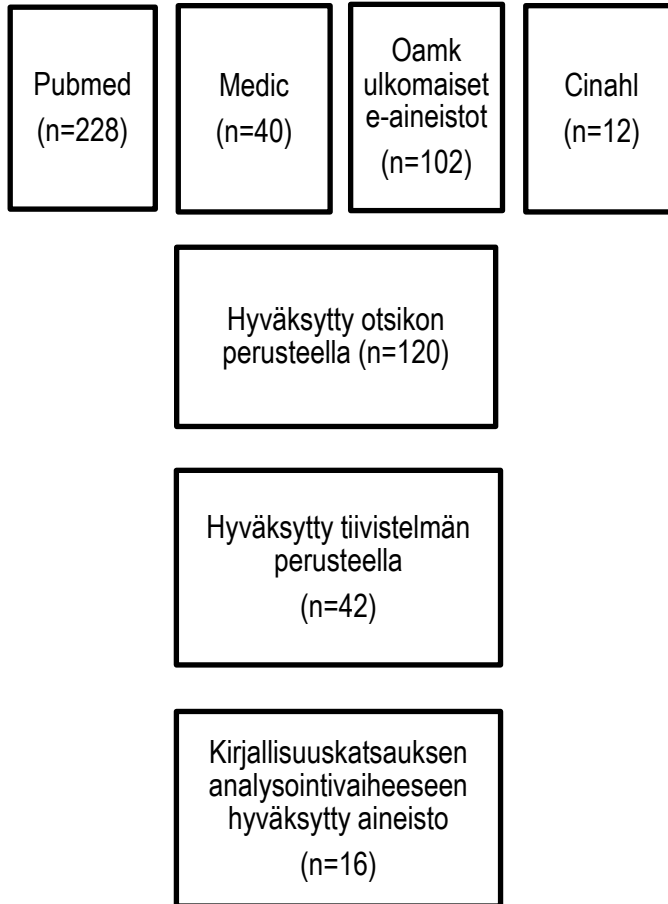 Pubmed
(n=228)
Medic
(n=40)
Oamk
ulkomaiset
e-aineistot
(n=102)
Cinahl
(n=12)
Hyväksytty otsikon
perusteella (n=120)
Hyväksytty tiivistelmän
perusteella
(n=42)
Kirjallisuuskatsauksen
analysointivaiheeseen
hyväksytty aineisto
(n=16)